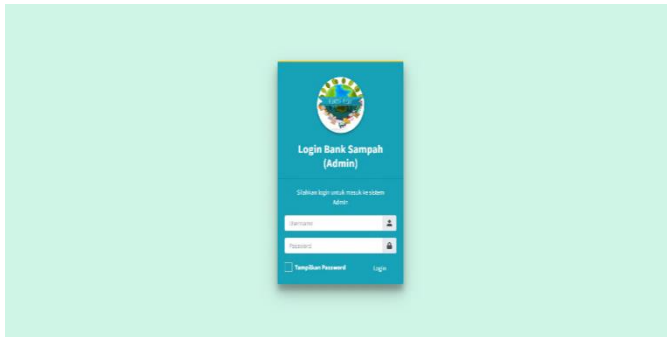 Login Bank Sampah
(Admin)
Silahkan login untuk masuk ke sistem
Admin
Username
Password
Tampilkan Password
Login